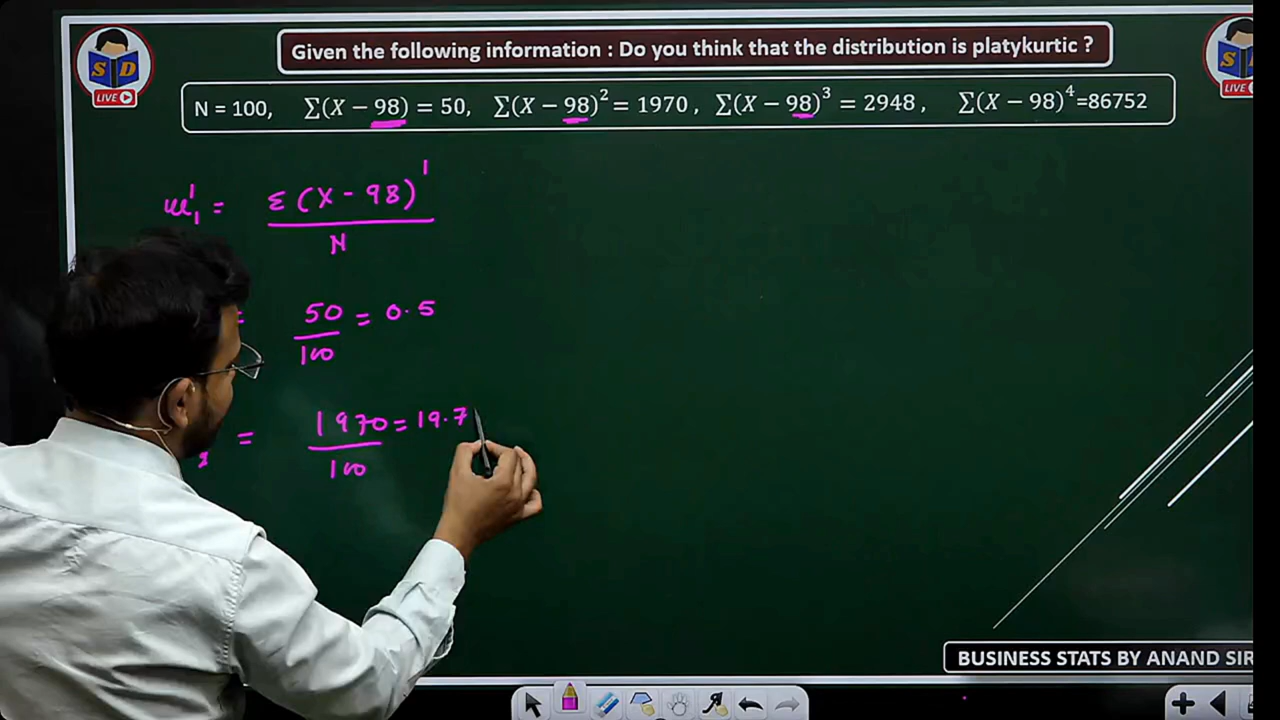 Given the following information : Do you think that the distribution is platykurtic ?
S D
LIVE
LIVE
N = 100, ∑(X − 98) = 50, ∑(X − 98)² = 1970 , ∑(X − 98)³ = 2948 , ∑(X − 98)⁴=86752
μ₁' = Σ(X - 98)¹
N
= 50 = 0.5
100
= 1970 = 19.7
100
BUSINESS STATS BY ANAND SIR